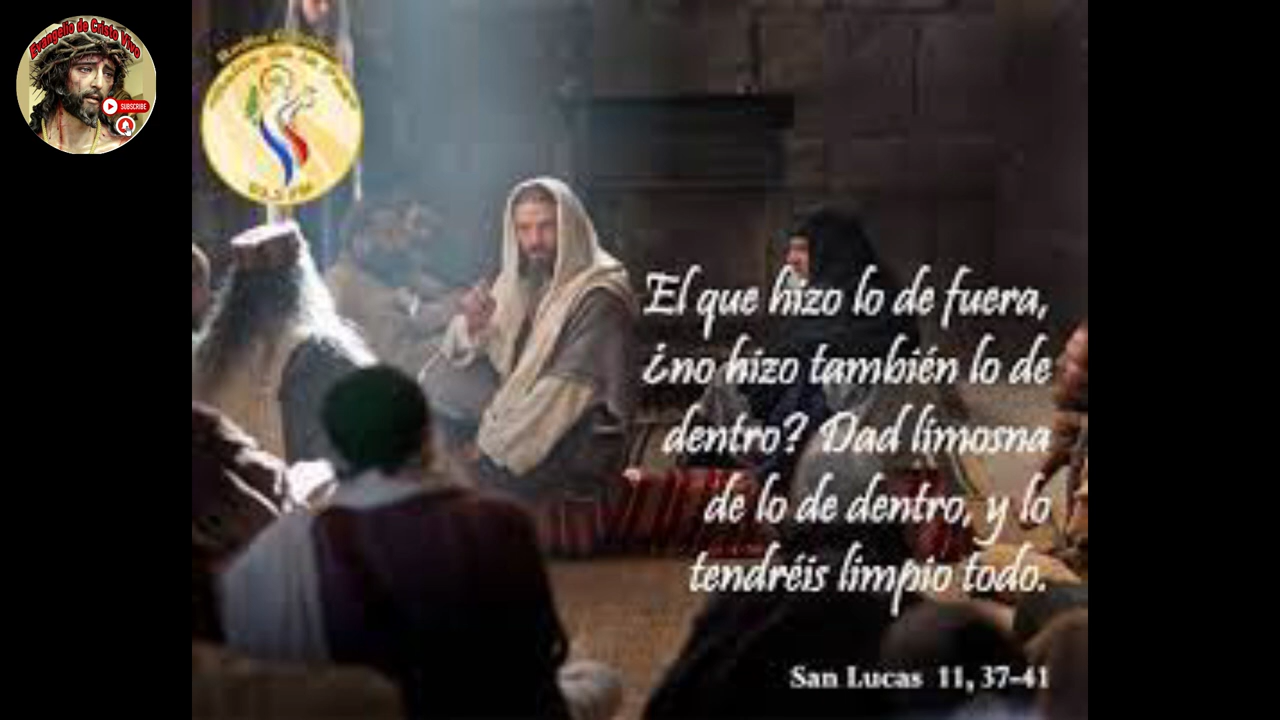 Evangelio de Cristo Vivo
SUBSCRIBE
El que hizo lo de fuera,
¿no hizo también lo de
dentro? Dad limosna
de lo de dentro, y lo
tendréis limpio todo.
San Lucas 11, 37-41